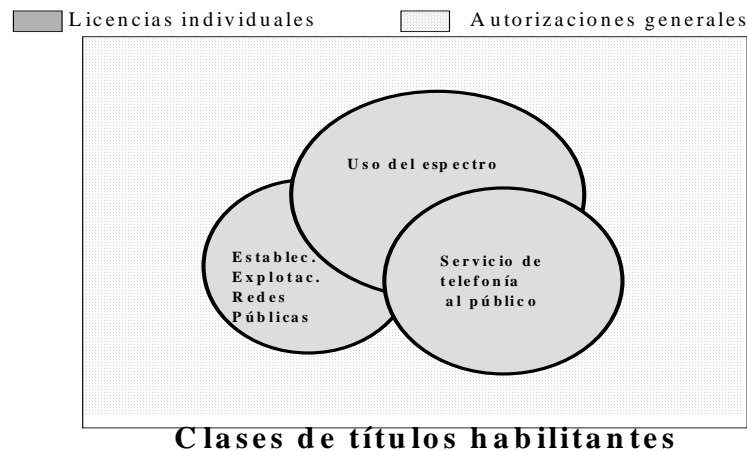 Licencias individuales
Autorizaciones generales
Uso del espectro
Establec.
Explotac.
Redes
Públicas
Servicio de
telefonía
al público
Clases de títulos habilitantes